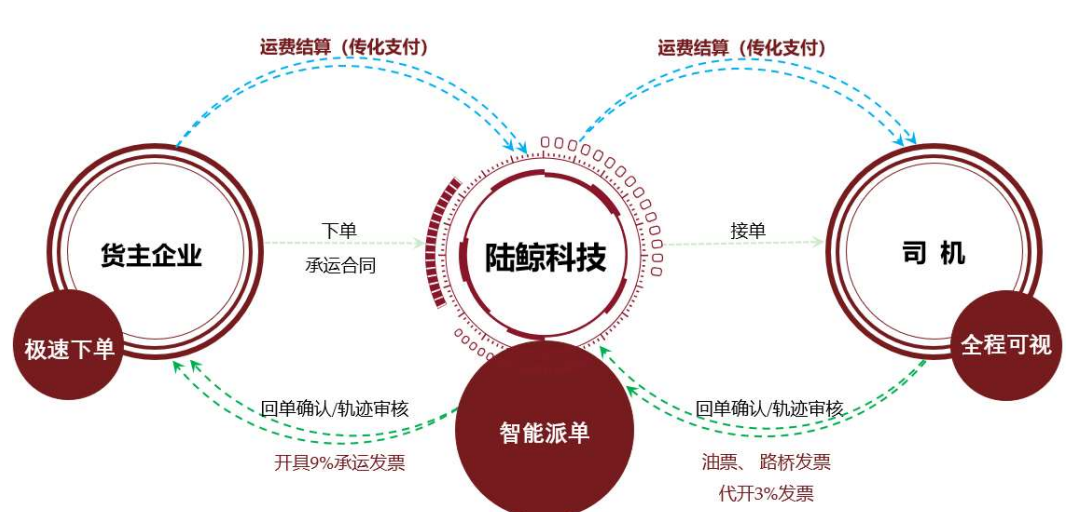 运费结算（传化支付）
运费结算（传化支付）
货主企业
下单
承运合同
陆鲸科技
接单
司 机
极速下单
全程可视
智能派单
回单确认/轨迹审核
开具9%承运发票
回单确认/轨迹审核
油票、 路桥发票
代开3%发票